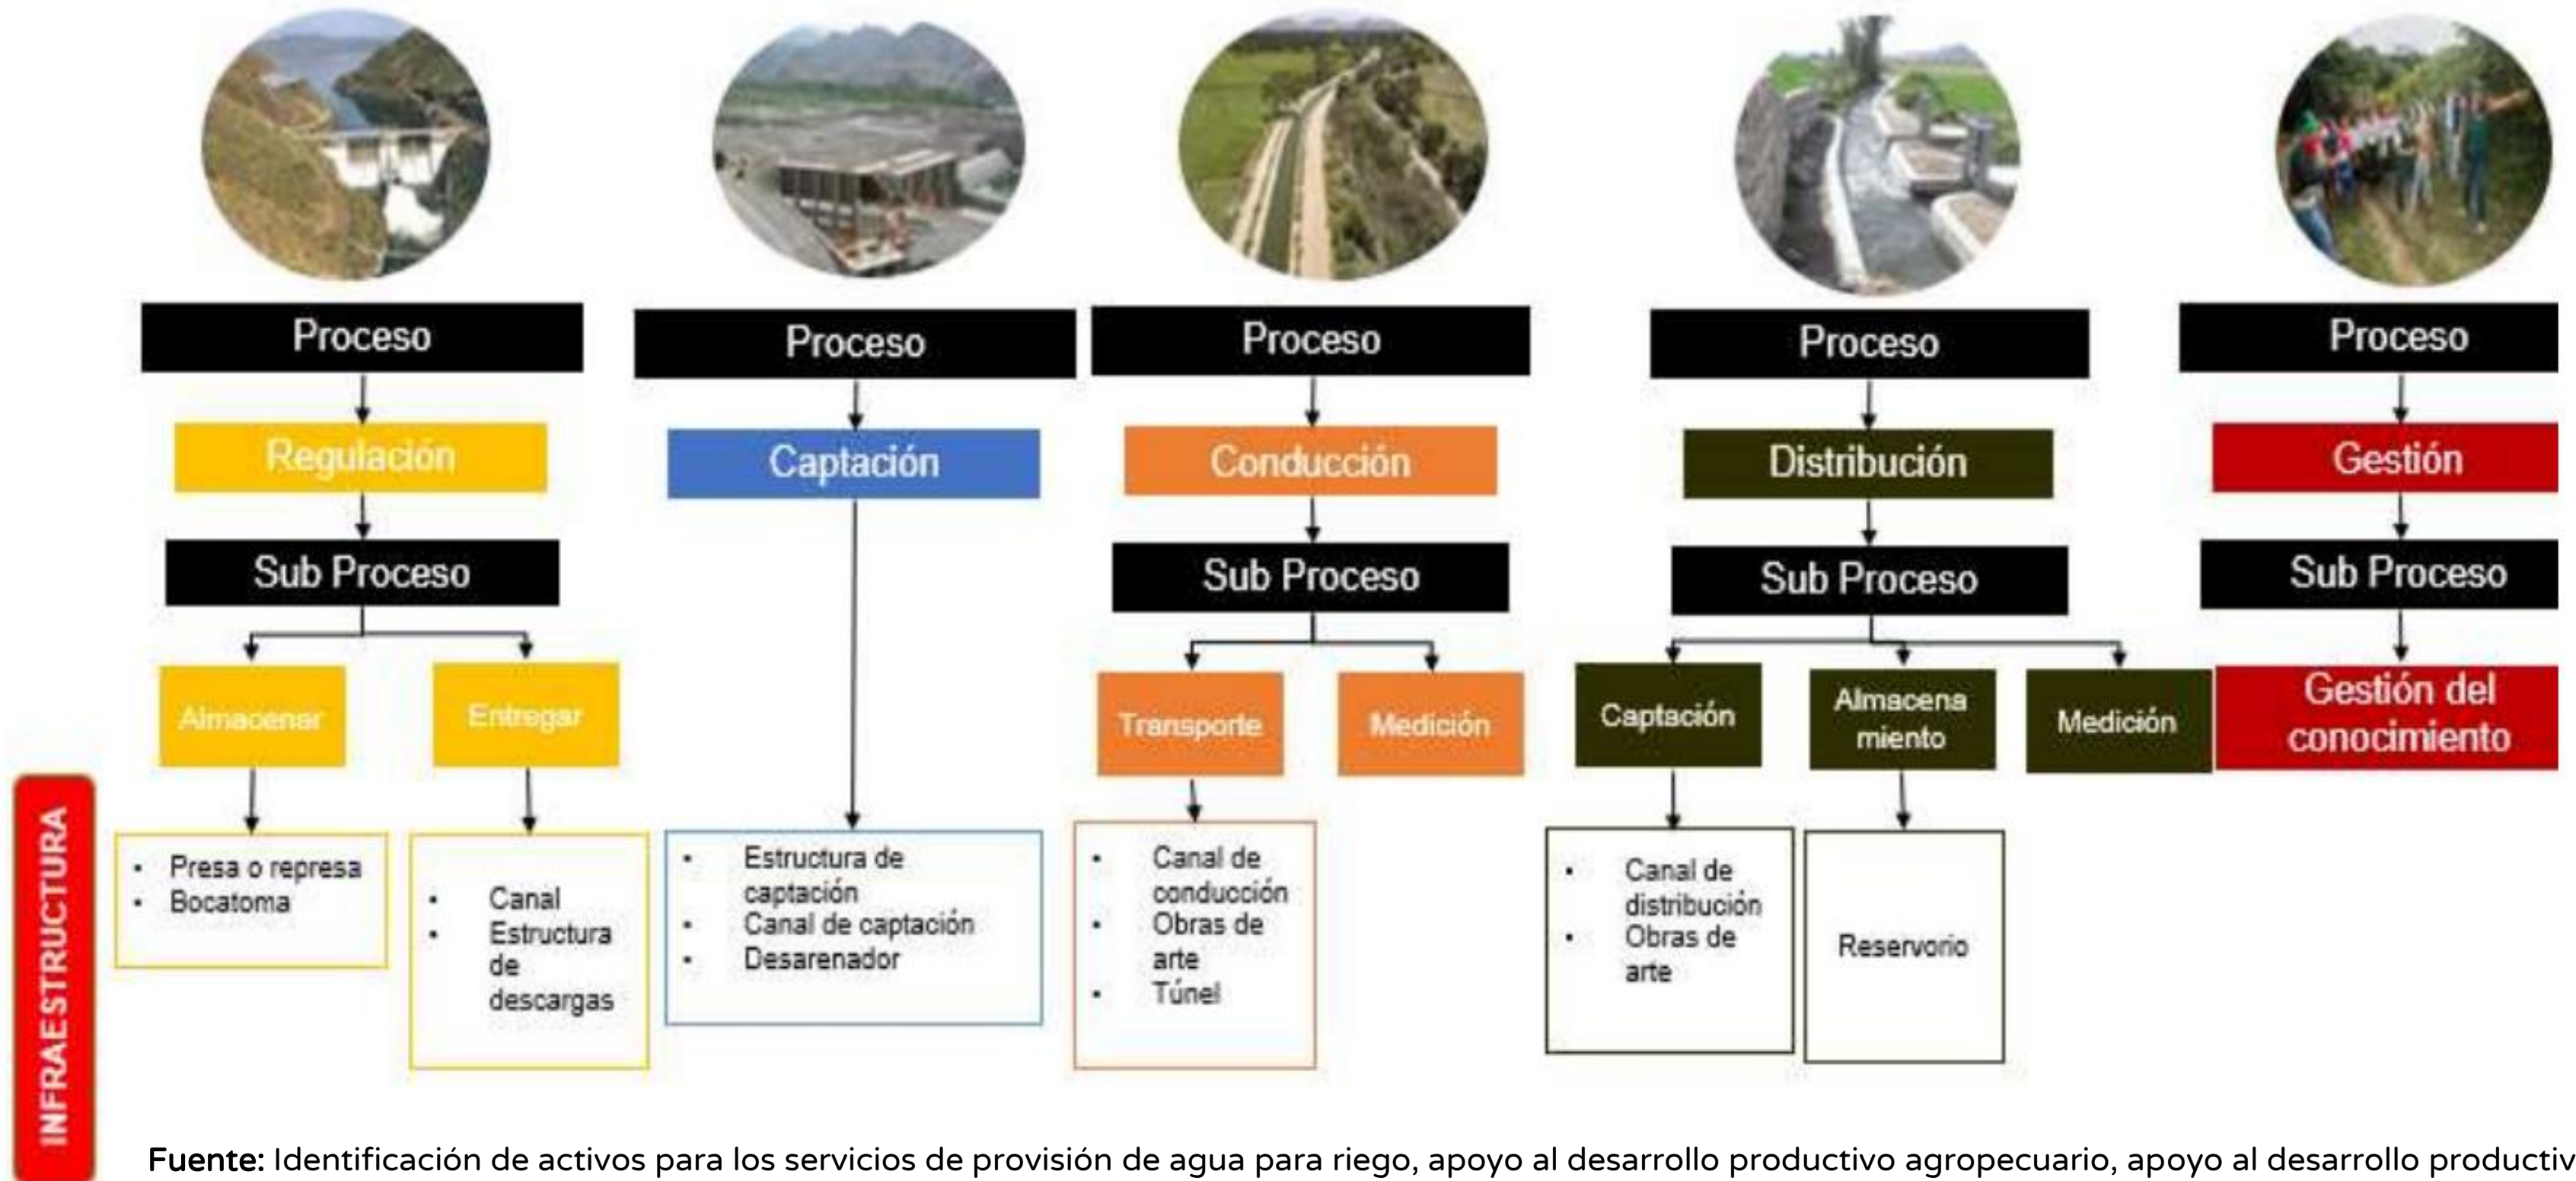 Proceso
Proceso
Proceso
Proceso
Proceso
Regulación
Captación
Conducción
Distribución
Gestión
Sub Proceso
Sub Proceso
Sub Proceso
Sub Proceso
Almacenar
Entregar
Transporte
Medición
Captación
Almacena
miento
Medición
Gestión del
conocimiento
INFRAESTRUCTURA
• Presa o represa
• Bocatoma
• Canal
• Estructura
de
descargas
• Estructura de
captación
• Canal de captación
• Desarenador
• Canal de
conducción
• Obras de
arte
• Túnel
• Canal de
distribución
• Obras de
arte
Reservorio
Fuente: Identificación de activos para los servicios de provisión de agua para riego, apoyo al desarrollo productivo agropecuario, apoyo al desarrollo productiv